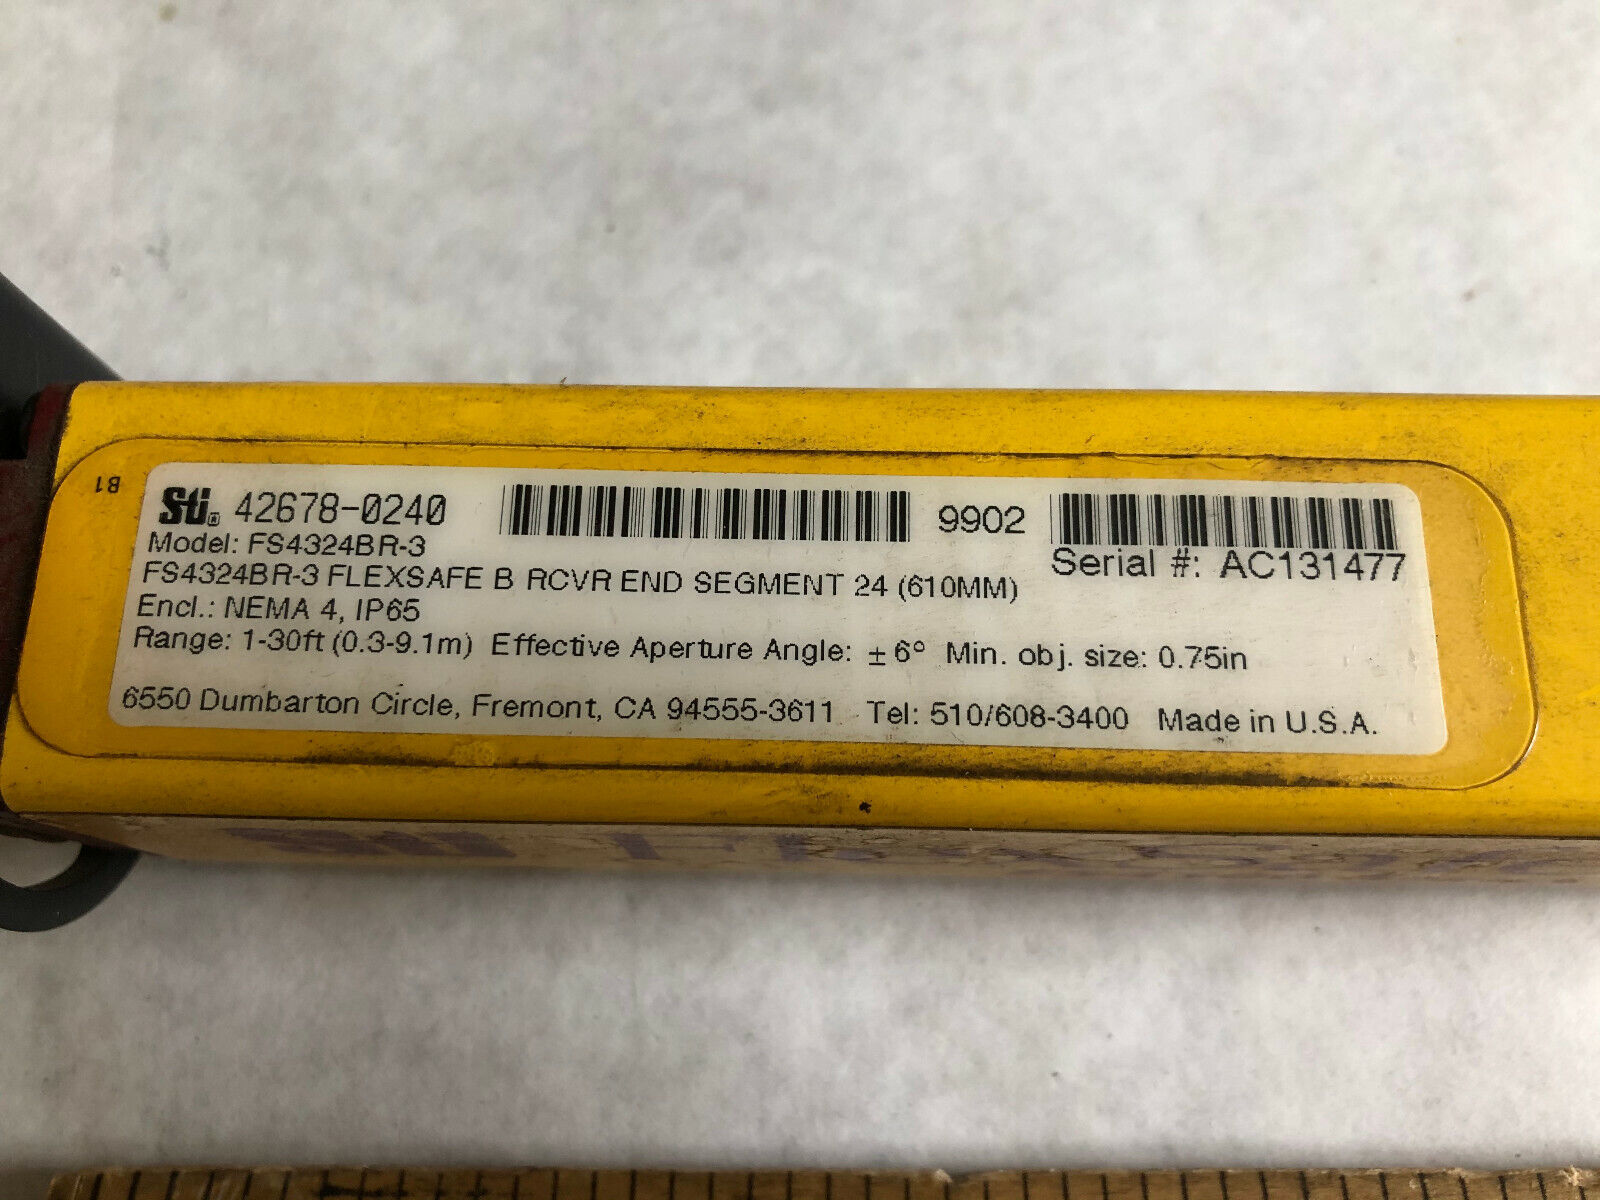 B1
Sti® 42678-0240 9902
Model: FS4324BR-3 Serial #: AC131477
FS4324BR-3 FLEXSAFE B RCVR END SEGMENT 24 (610MM)
Encl.: NEMA 4, IP65
Range: 1-30ft (0.3-9.1m) Effective Aperture Angle: ± 6° Min. obj. size: 0.75in
6550 Dumbarton Circle, Fremont, CA 94555-3611 Tel: 510/608-3400 Made in U.S.A.